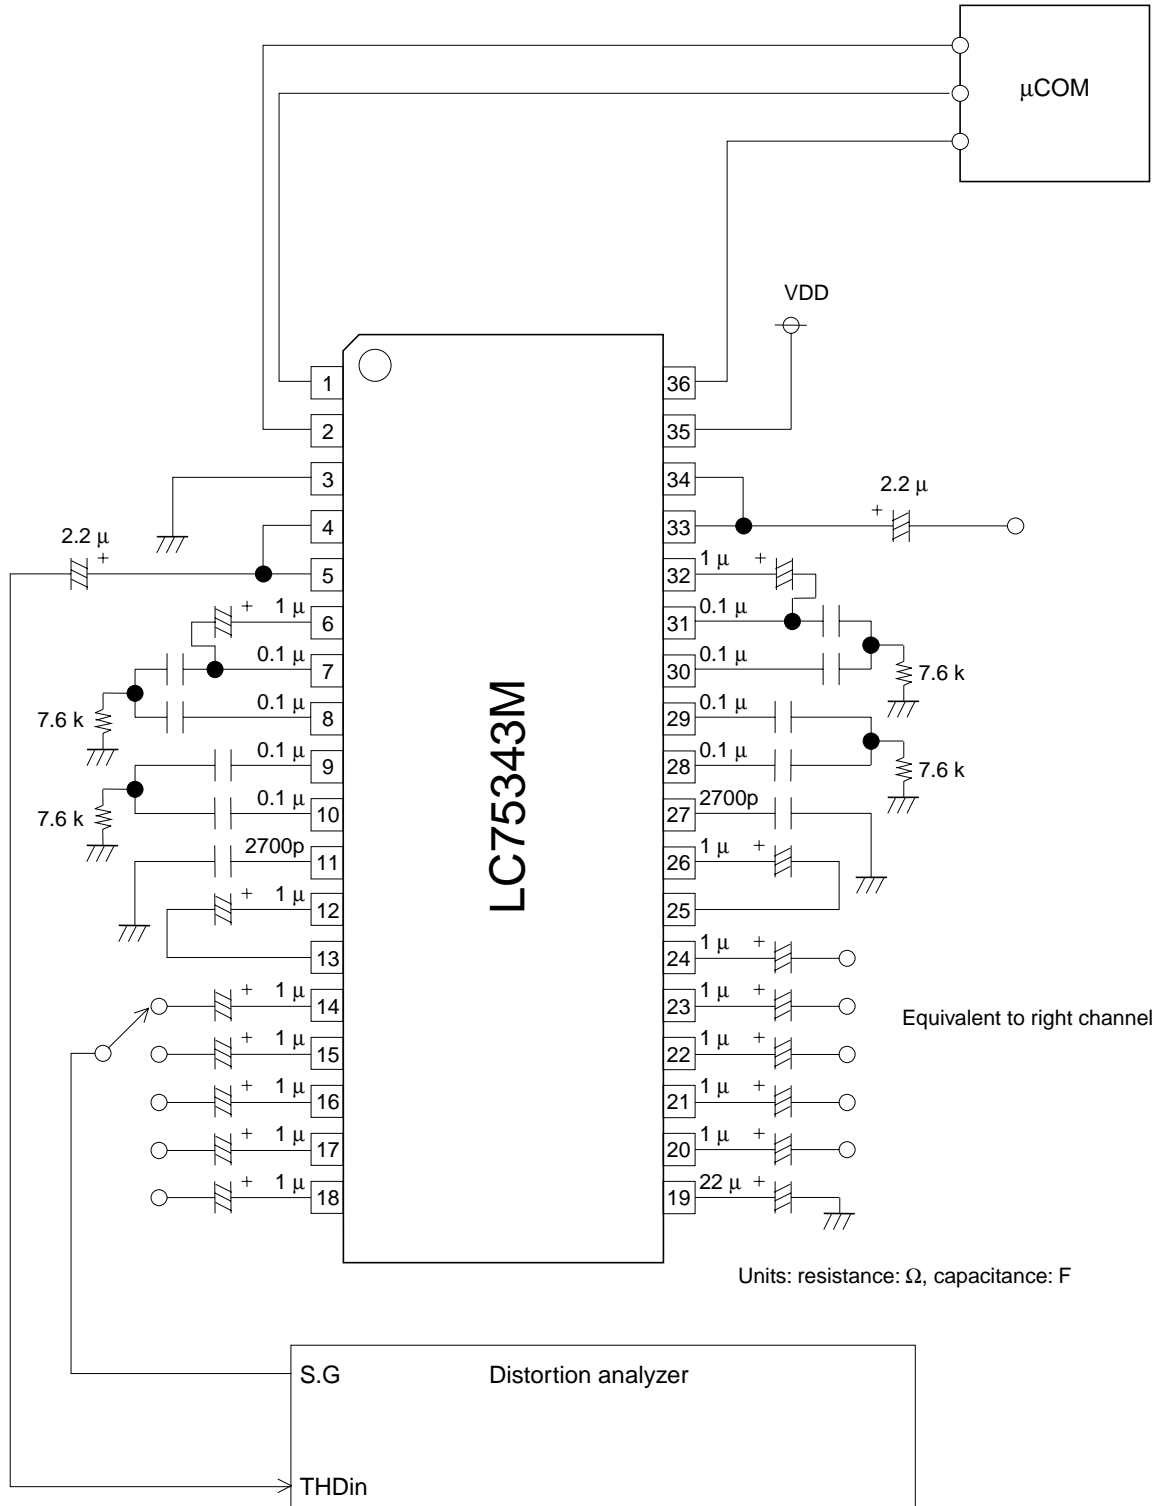 μCOM
VDD
1
36
2
35
3
34
2.2 μ
+
4
33
2.2 μ
+
5
32
1 μ
+
+
1 μ
6
31
0.1 μ
0.1 μ
7
30
0.1 μ
7.6 k
7.6 k
0.1 μ
8
29
0.1 μ
0.1 μ
9
28
0.1 μ
7.6 k
7.6 k
0.1 μ
10
27
2700p
2700p
11
26
1 μ
+
+
1 μ
12
25
13
24
1 μ
+
+
1 μ
14
23
1 μ
+
Equivalent to right channel
+
1 μ
15
22
1 μ
+
+
1 μ
16
21
1 μ
+
+
1 μ
17
20
1 μ
+
+
1 μ
18
19
22 μ
+
LC75343M
Units: resistance: Ω, capacitance: F
S.G
Distortion analyzer
THDin